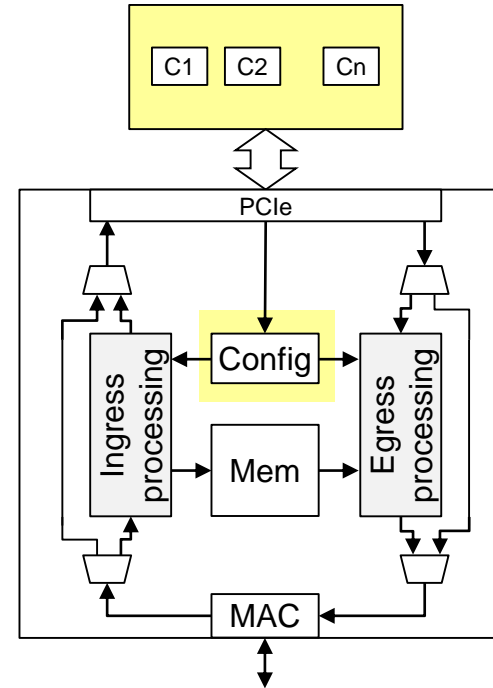 C1 C2 Cn
PCIe
Config
Ingress
processing
Egress
processing
Mem
MAC